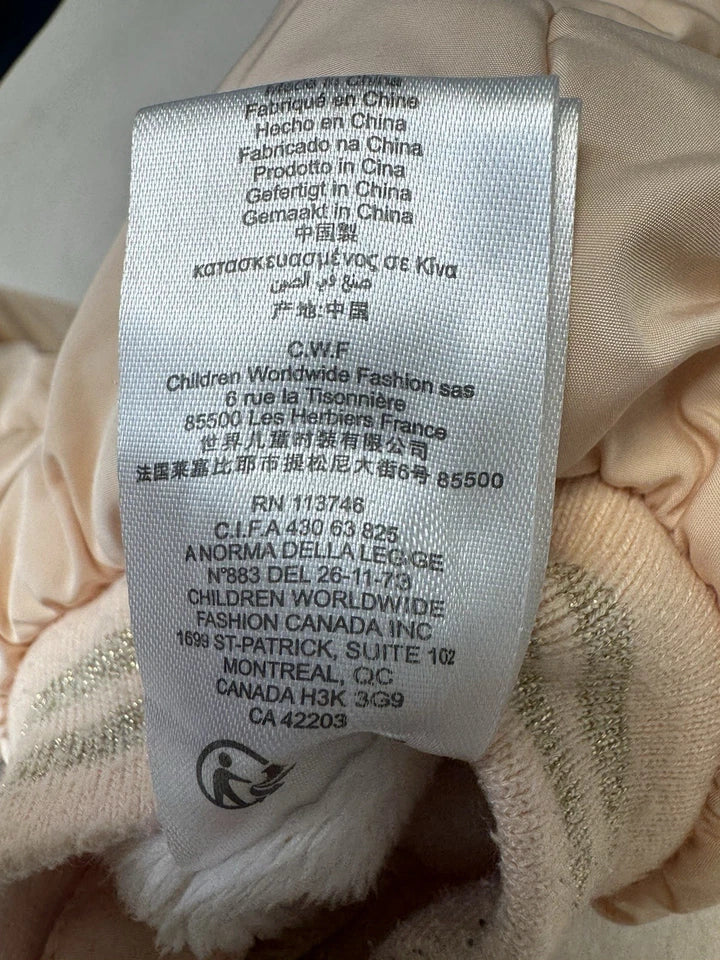 Made in China
Fabriqué en Chine
Hecho en China
Fabricado na China
Prodotto in Cina
Gefertigt in China
Gemaakt in China
中国製
κατασκευασμένος σε Κίνα
صنع في الصين
产地:中国
C.W.F
Children Worldwide Fashion sas
6 rue la Tisonnière
85500 Les Herbiers France
世界儿童时装有限公司
法国莱塞比耶市提松尼大街6号 85500
RN 113746
C.I.F.A 430 63 825
A NORMA DELLA LEGGE
N°883 DEL 26-11-73
CHILDREN WORLDWIDE
FASHION CANADA INC
1699 ST-PATRICK, SUITE 102
MONTREAL, QC
CANADA H3K 3G9
CA 42203